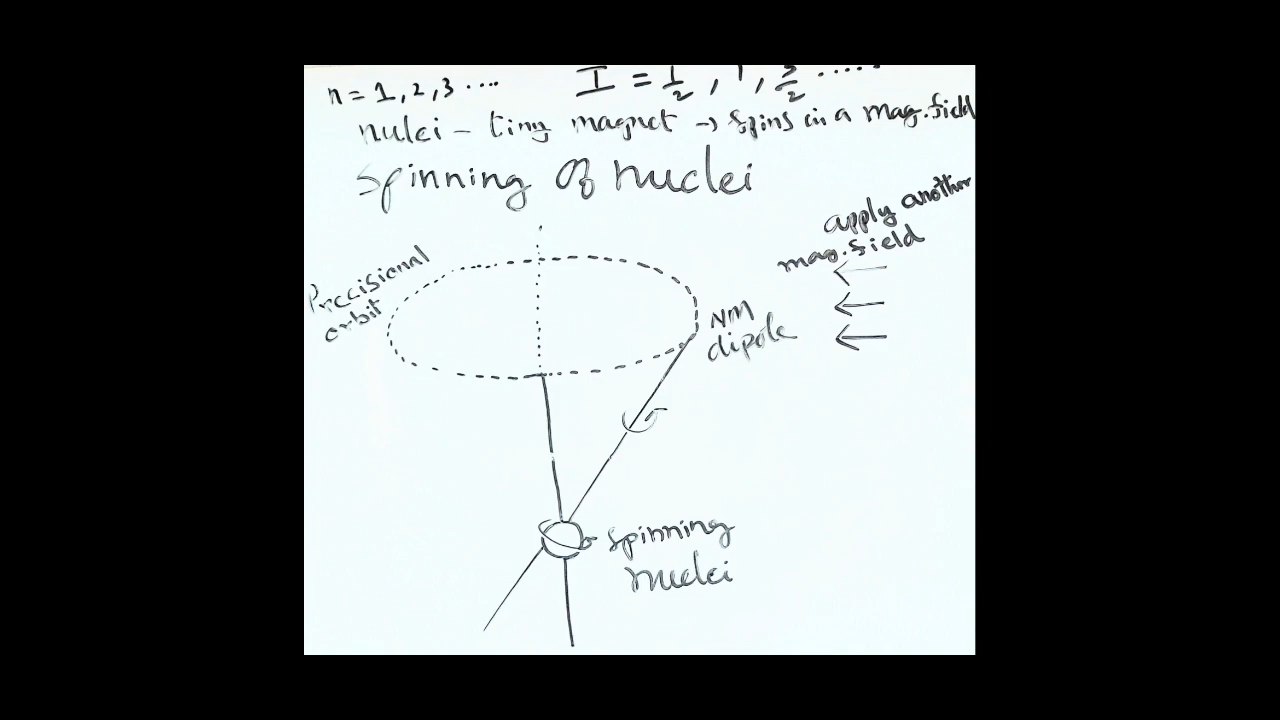 n = 1, 2, 3 ....
I = 1/2, 1, 3/2 .....
nulei - tiny magnet → spins in a mag. field
spinning of nuclei
apply another
mag. field
Precisional
orbit
NM
dipole
spinning
nuclei